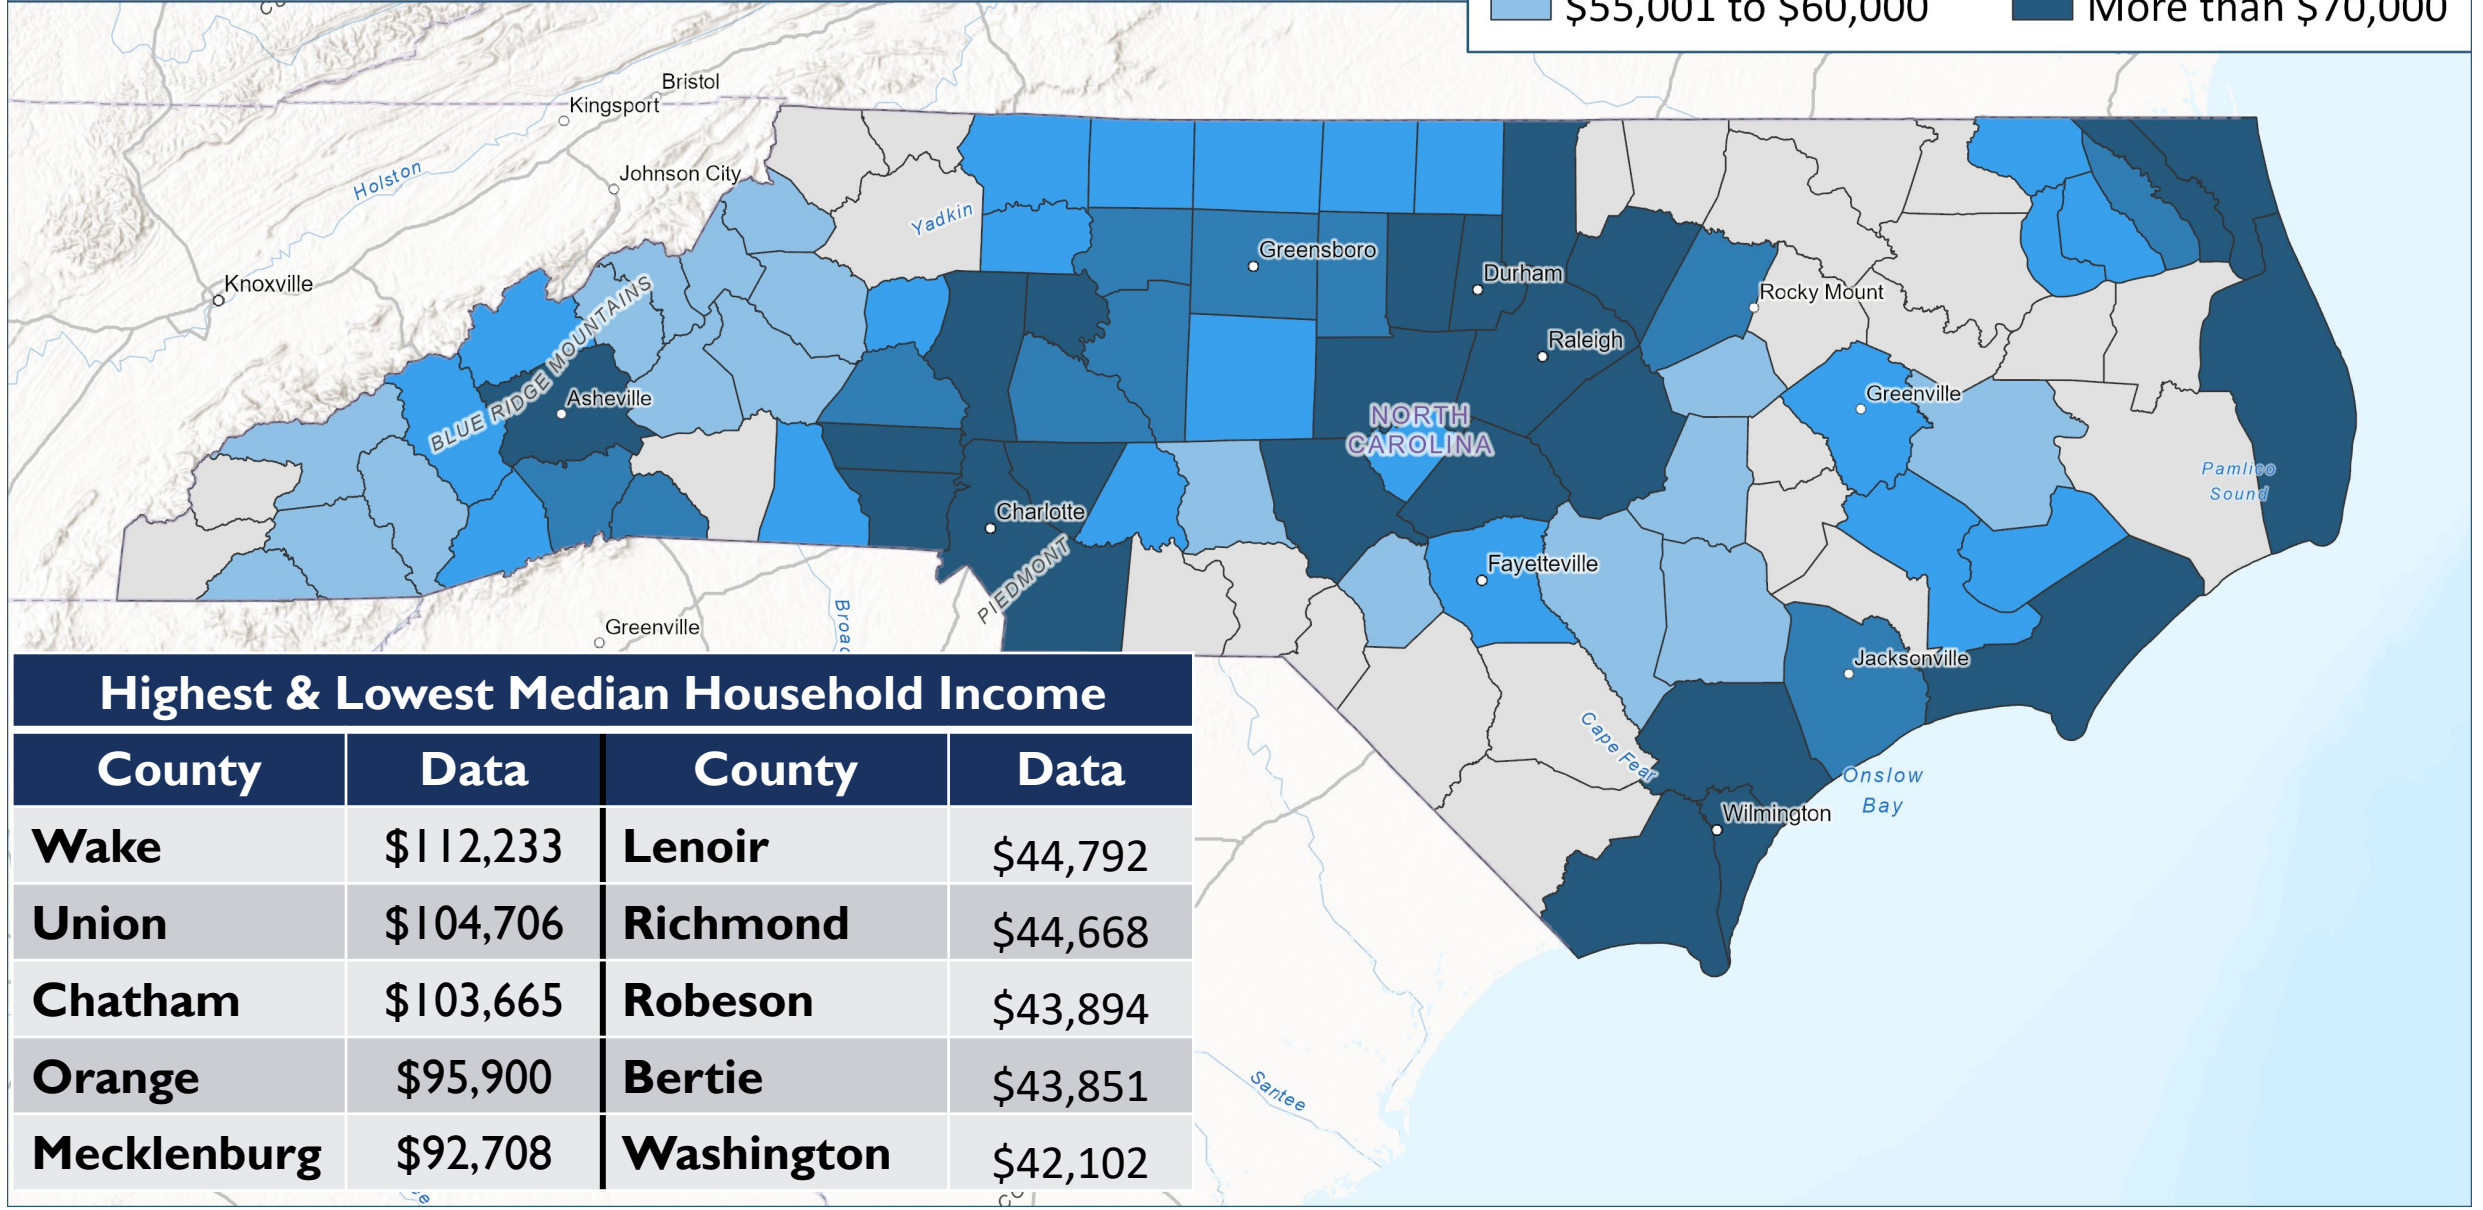 $55,001 to $60,000 More than $70,000
Bristol
Kingsport
Johnson City
Holston
Yadkin
Knoxville
BLUE RIDGE MOUNTAINS
Asheville
Greensboro
Durham
Rocky Mount
Raleigh
Greenville
NORTH
CAROLINA
Pamlico
Sound
Charlotte
PIEDMONT
Fayetteville
Greenville
Broad
Jacksonville
Cape Fear
Onslow
Bay
Wilmington
Santee
Highest & Lowest Median Household Income
County Data County Data
Wake $112,233 Lenoir $44,792
Union $104,706 Richmond $44,668
Chatham $103,665 Robeson $43,894
Orange $95,900 Bertie $43,851
Mecklenburg $92,708 Washington $42,102